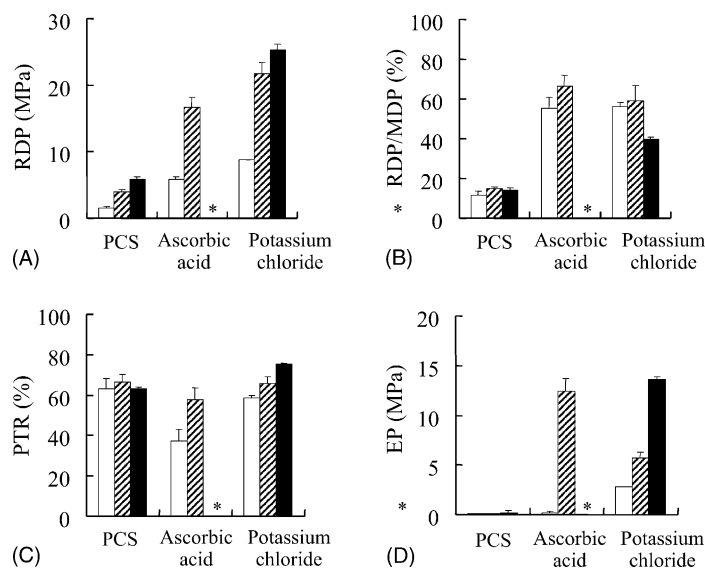 30
20
10
0
RDP (MPa)
*
PCS
Ascorbic acid
Potassium chloride
(A)
100
80
60
40
20
0
* RDP/MDP (%)
*
PCS
Ascorbic acid
Potassium chloride
(B)
100
80
60
40
20
0
PTR (%)
*
PCS
Ascorbic acid
Potassium chloride
(C)
20
15
10
5
0
EP (MPa)
*
*
PCS
Ascorbic acid
Potassium chloride
(D)